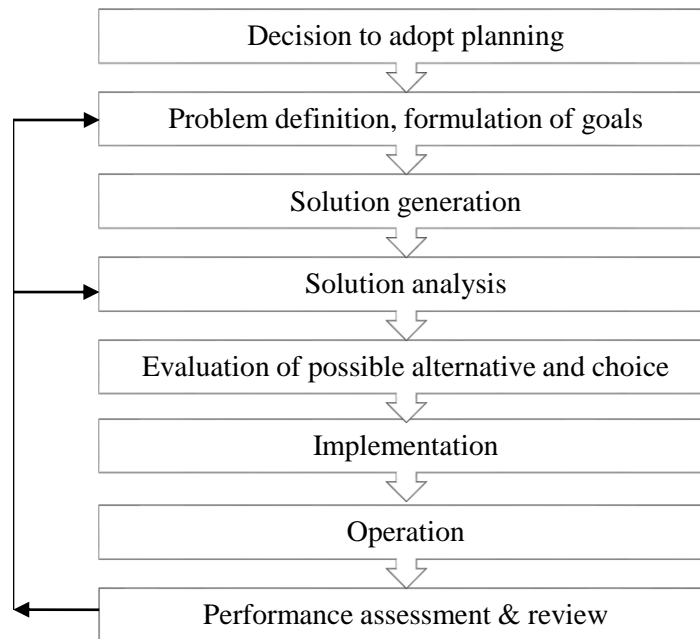 Decision to adopt planning
Problem definition, formulation of goals
Solution generation
Solution analysis
Evaluation of possible alternative and choice
Implementation
Operation
Performance assessment & review